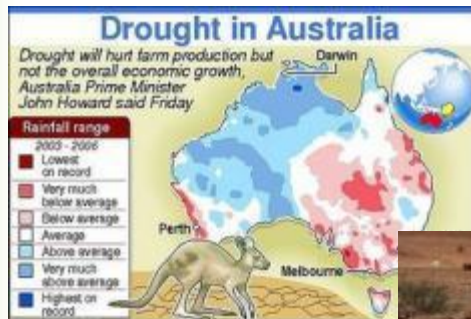 Drought in Australia
Drought will hurt farm production but
not the overall economic growth,
Australia Prime Minister
John Howard said Friday
Darwin
Rainfall range
2003 - 2006
Lowest
on record
Very much
below average
Below average
Average
Above average
Very much
above average
Highest on
record
Perth
Melbourne